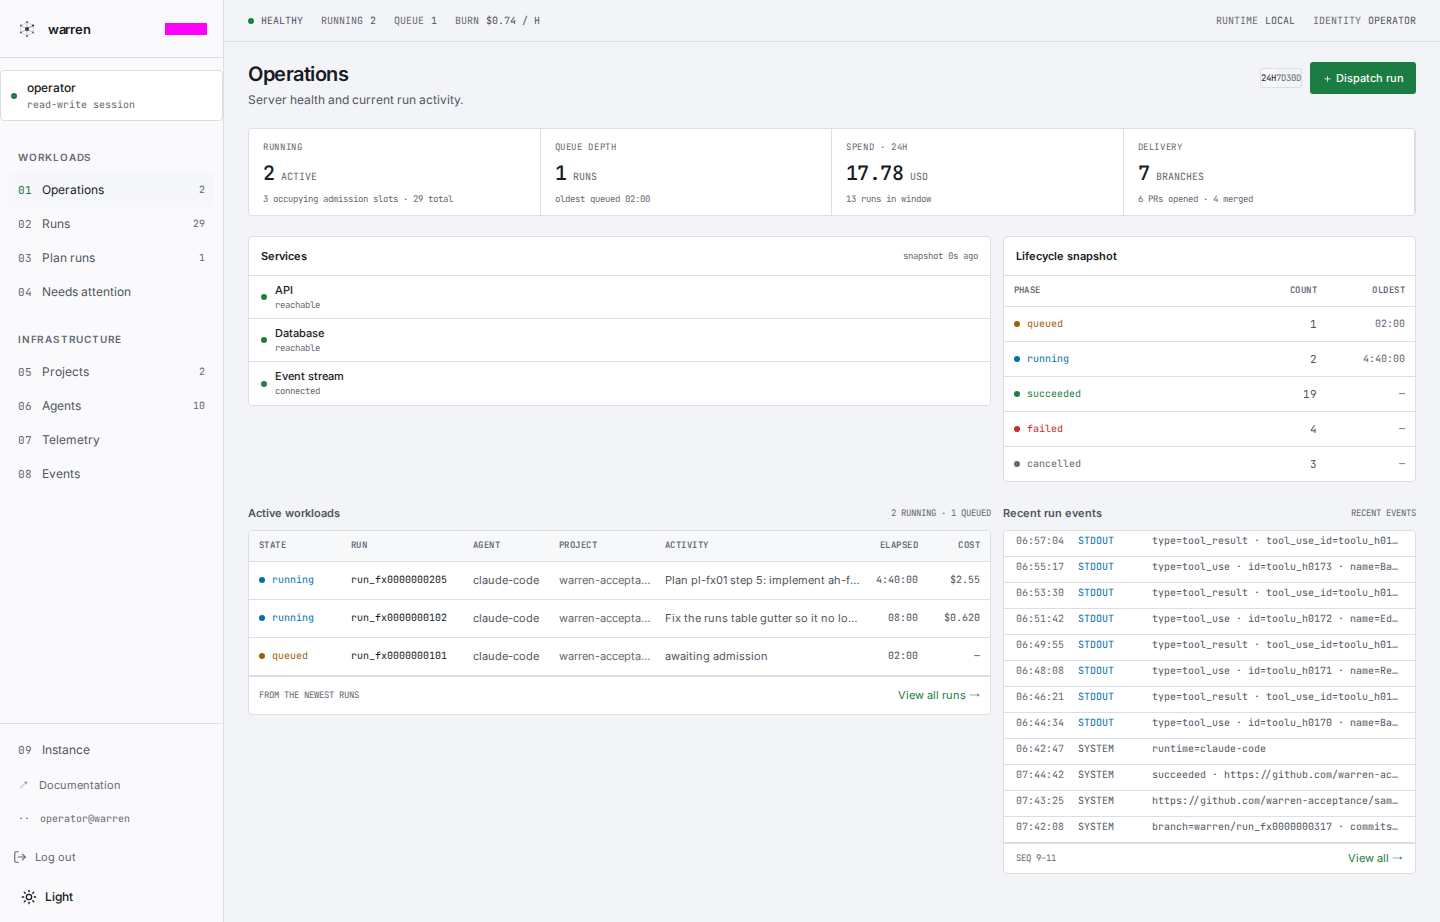 warren
operator
read-write session
WORKLOADS
01 Operations 2
02 Runs 29
03 Plan runs 1
04 Needs attention
INFRASTRUCTURE
05 Projects 2
06 Agents 10
07 Telemetry
08 Events
09 Instance
Documentation
operator@warren
Log out
Light
HEALTHY RUNNING 2 QUEUE 1 BURN $0.74 / H RUNTIME LOCAL IDENTITY OPERATOR
Operations
Server health and current run activity.
24H 7D 30D
+ Dispatch run
RUNNING
2 ACTIVE
3 occupying admission slots · 29 total
QUEUE DEPTH
1 RUNS
oldest queued 02:00
SPEND · 24H
17.78 USD
13 runs in window
DELIVERY
7 BRANCHES
6 PRs opened · 4 merged
Services snapshot 0s ago
API
reachable
Database
reachable
Event stream
connected
Lifecycle snapshot
PHASE COUNT OLDEST
queued 1 02:00
running 2 4:40:00
succeeded 19 —
failed 4 —
cancelled 3 —
Active workloads 2 RUNNING · 1 QUEUED
STATE RUN AGENT PROJECT ACTIVITY ELAPSED COST
running run_fx0000000205 claude-code warren-accepta… Plan pl-fx01 step 5: implement ah-f… 4:40:00 $2.55
running run_fx0000000102 claude-code warren-accepta… Fix the runs table gutter so it no lo… 08:00 $0.620
queued run_fx0000000101 claude-code warren-accepta… awaiting admission 02:00 —
FROM THE NEWEST RUNS View all runs →
Recent run events RECENT EVENTS
06:57:04 STDOUT type=tool_result · tool_use_id=toolu_h01…
06:55:17 STDOUT type=tool_use · id=toolu_h0173 · name=Ba…
06:53:30 STDOUT type=tool_result · tool_use_id=toolu_h01…
06:51:42 STDOUT type=tool_use · id=toolu_h0172 · name=Ed…
06:49:55 STDOUT type=tool_result · tool_use_id=toolu_h01…
06:48:08 STDOUT type=tool_use · id=toolu_h0171 · name=Re…
06:46:21 STDOUT type=tool_result · tool_use_id=toolu_h01…
06:44:34 STDOUT type=tool_use · id=toolu_h0170 · name=Ba…
06:42:47 SYSTEM runtime=claude-code
07:44:42 SYSTEM succeeded · https://github.com/warren-ac…
07:43:25 SYSTEM https://github.com/warren-acceptance/sam…
07:42:08 SYSTEM branch=warren/run_fx0000000317 · commits…
SEQ 9–11 View all →